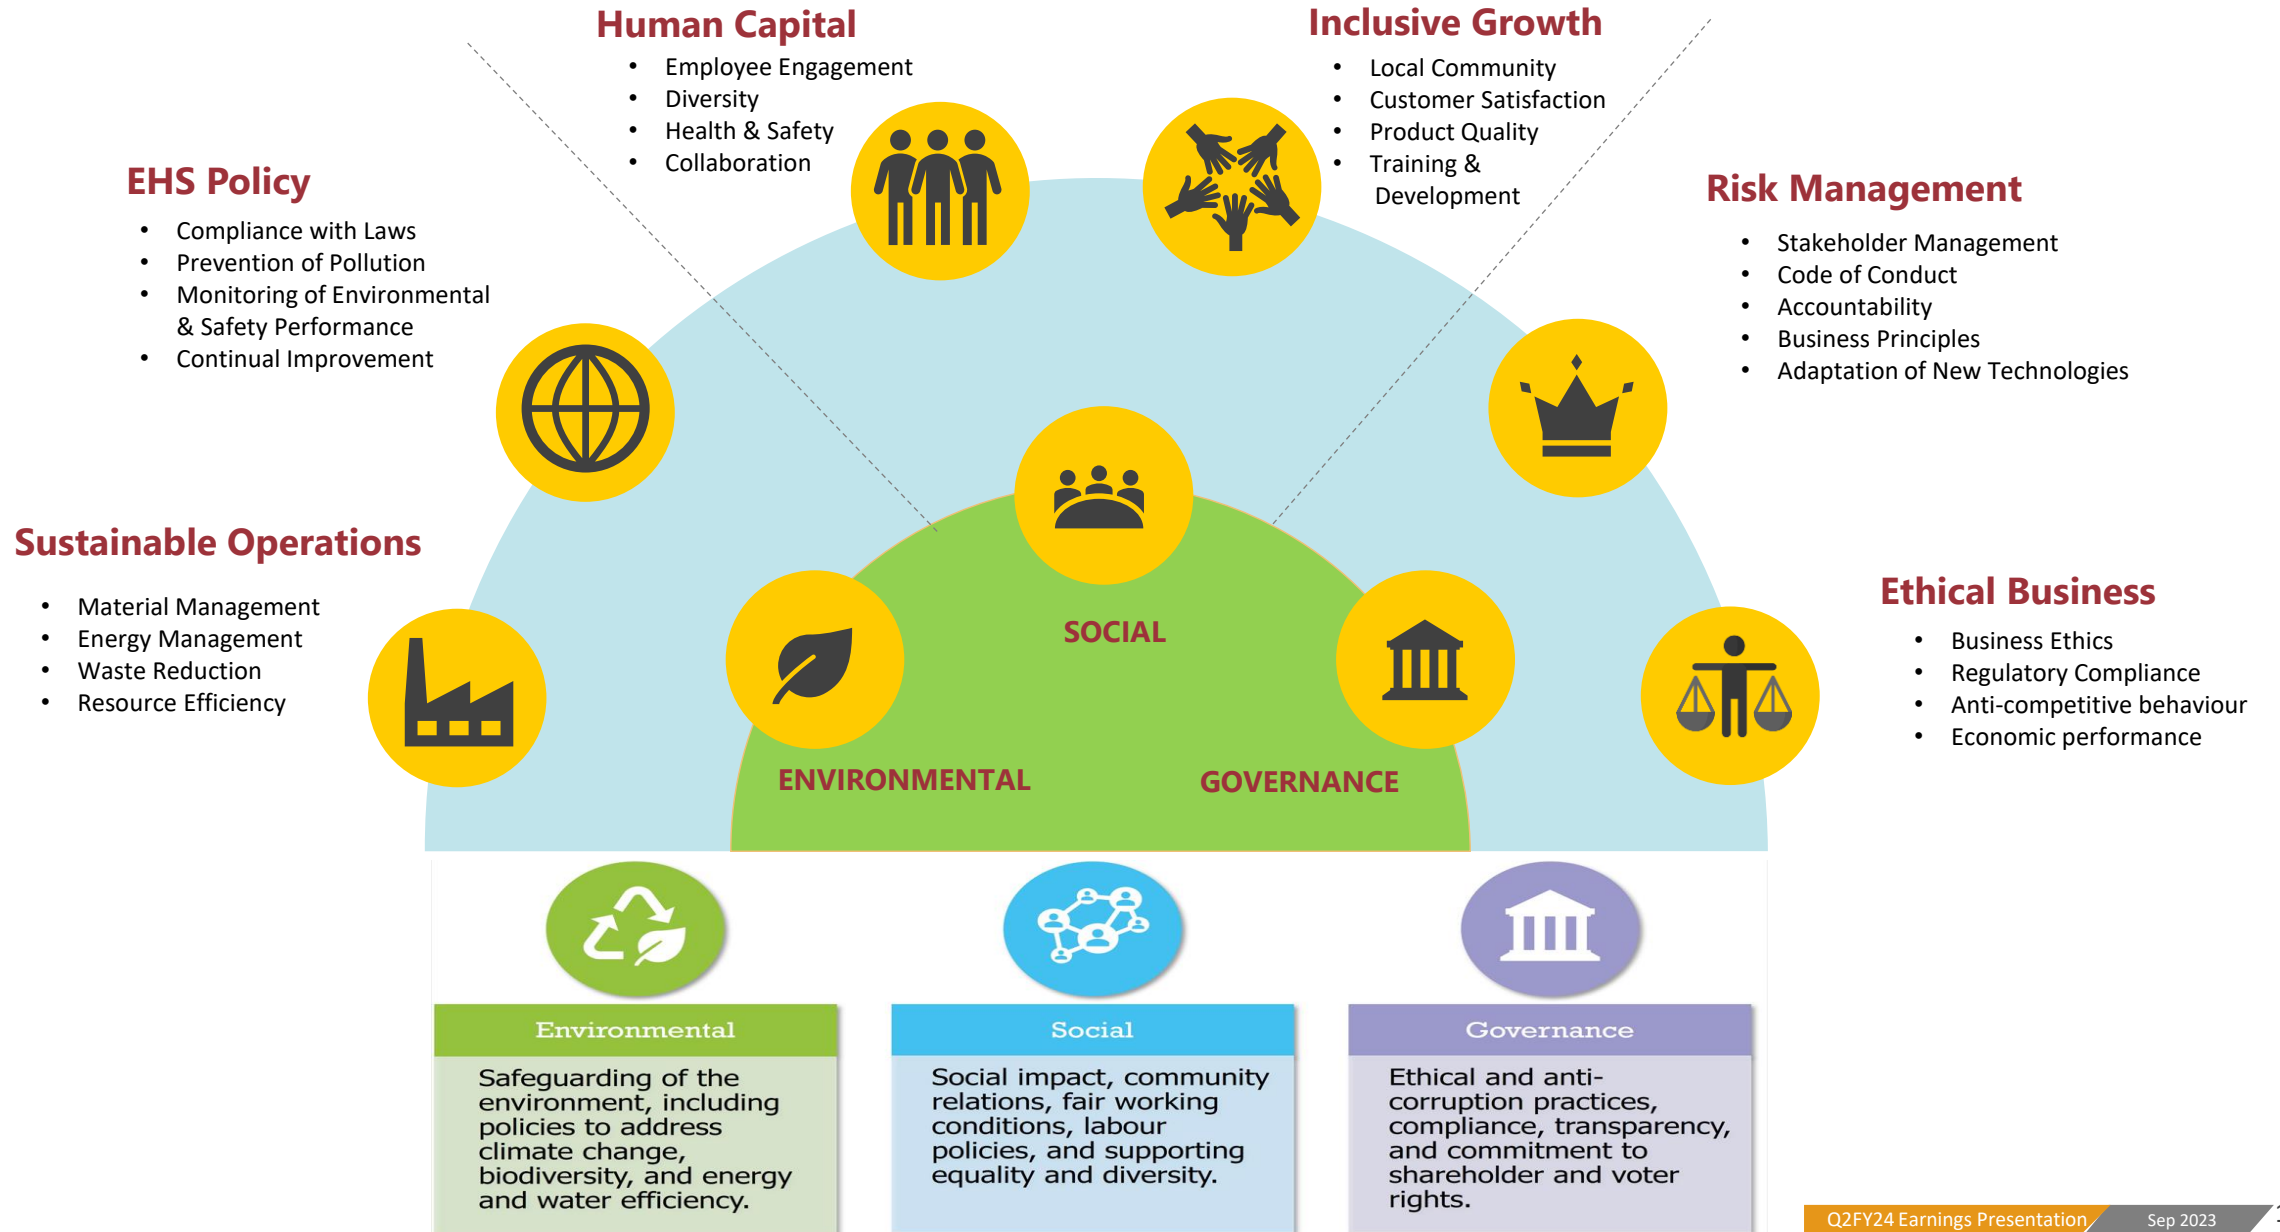 Human Capital
• Employee Engagement
• Diversity
• Health & Safety
• Collaboration
Inclusive Growth
• Local Community
• Customer Satisfaction
• Product Quality
• Training &
Development
EHS Policy
• Compliance with Laws
• Prevention of Pollution
• Monitoring of Environmental
& Safety Performance
• Continual Improvement
Risk Management
• Stakeholder Management
• Code of Conduct
• Accountability
• Business Principles
• Adaptation of New Technologies
Sustainable Operations
• Material Management
• Energy Management
• Waste Reduction
• Resource Efficiency
Ethical Business
• Business Ethics
• Regulatory Compliance
• Anti-competitive behaviour
• Economic performance
SOCIAL
ENVIRONMENTAL
GOVERNANCE
Environmental
Safeguarding of the
environment, including
policies to address
climate change,
biodiversity, and energy
and water efficiency.
Social
Social impact, community
relations, fair working
conditions, labour
policies, and supporting
equality and diversity.
Governance
Ethical and anti-
corruption practices,
compliance, transparency,
and commitment to
shareholder and voter
rights.
Q2FY24 Earnings Presentation
Sep 2023